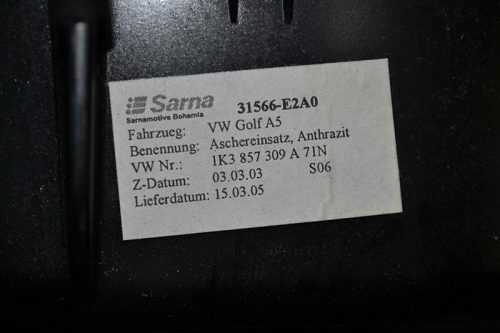 Sarna 31566-E2A0
Sarnamotive Bohemia
Fahrzueg: VW Golf A5
Benennung: Aschereinsatz, Anthrazit
VW Nr.: 1K3 857 309 A 71N
Z-Datum: 03.03.03 S06
Lieferdatum: 15.03.05